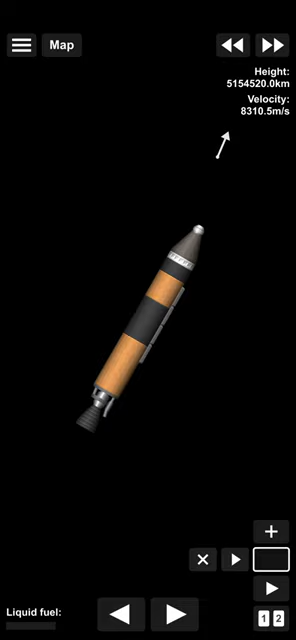 Map
Height:
5154520.0km
Velocity:
8310.5m/s
Liquid fuel:
1 2